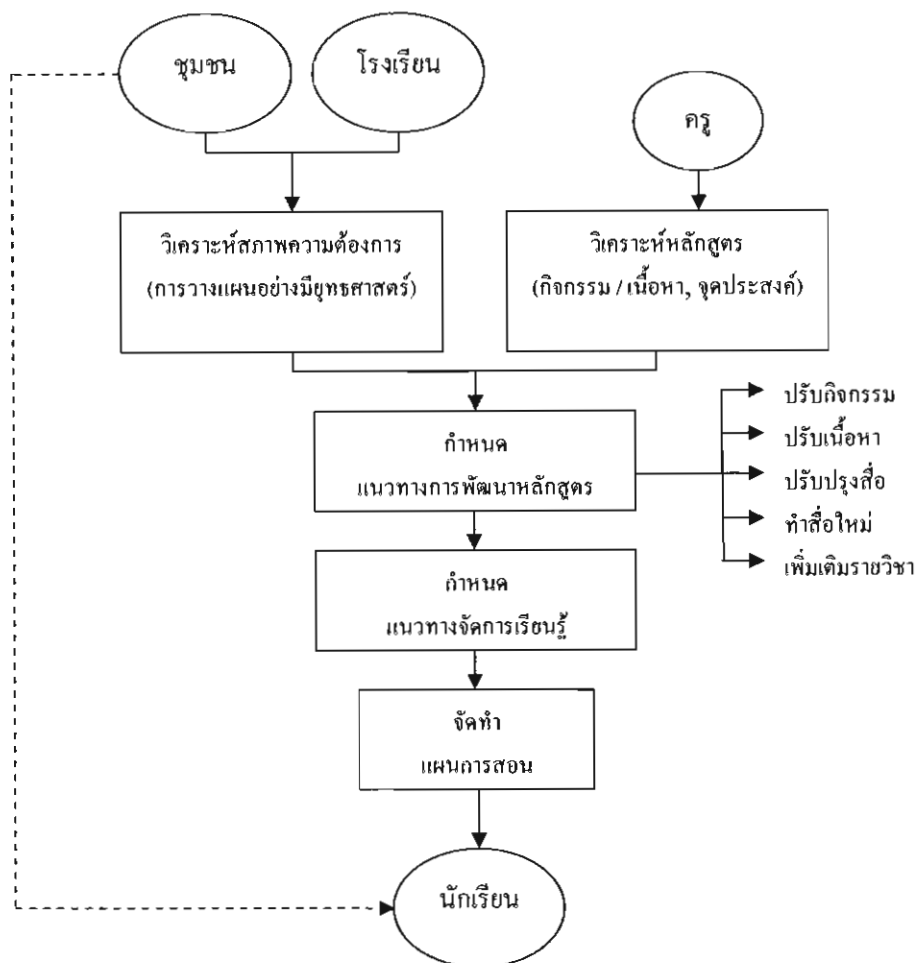 ชุมชน
โรงเรียน
ครู
วิเคราะห์สภาพความต้องการ
(การวางแผนอย่างมียุทธศาสตร์)
วิเคราะห์หลักสูตร
(กิจกรรม / เนื้อหา, จุดประสงค์)
กำหนด
แนวทางการพัฒนาหลักสูตร
ปรับกิจกรรม
ปรับเนื้อหา
ปรับปรุงสื่อ
ทำสื่อใหม่
เพิ่มเติมรายวิชา
กำหนด
แนวทางจัดการเรียนรู้
จัดทำ
แผนการสอน
นักเรียน